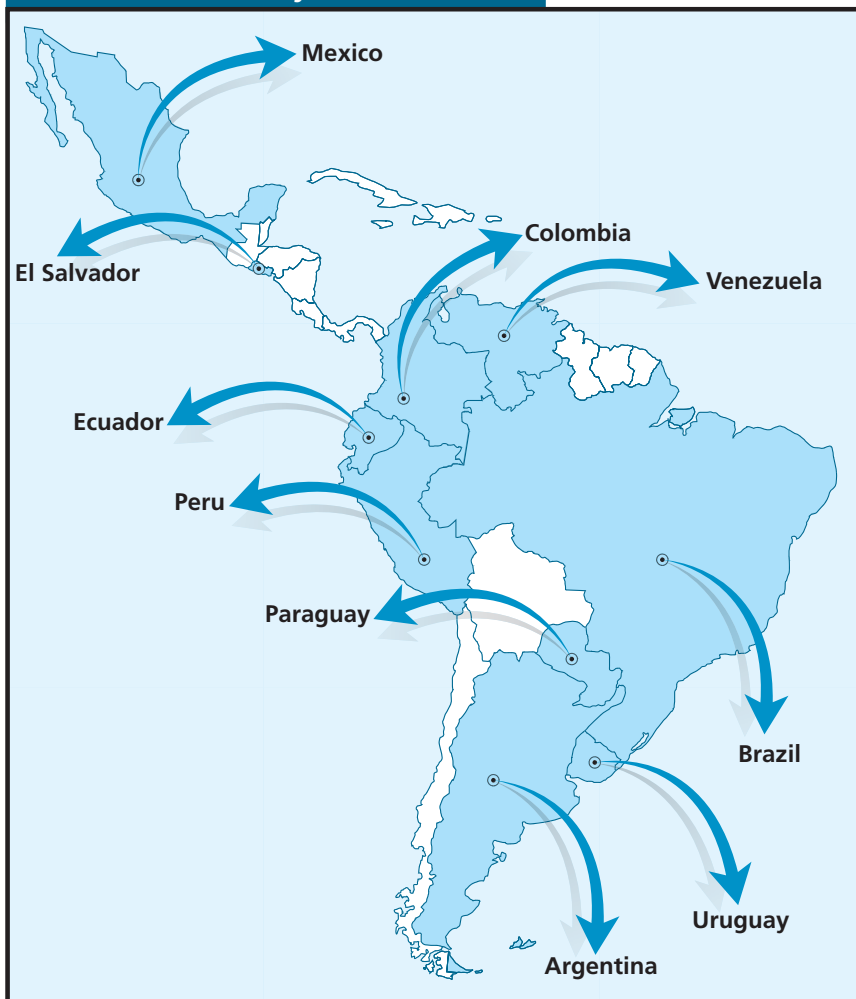 Mexico
Colombia
El Salvador
Venezuela
Ecuador
Peru
Paraguay
Brazil
Uruguay
Argentina